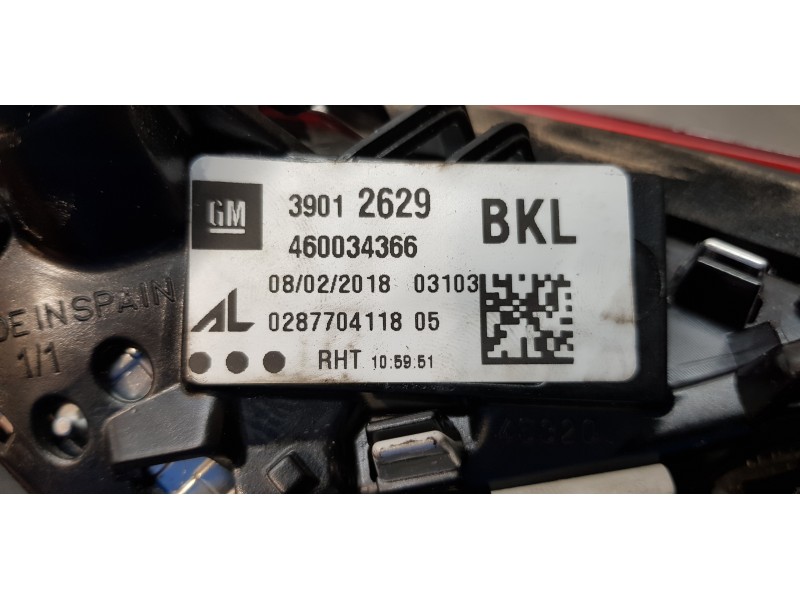 GM
3901 2629
BKL
460034366
08/02/2018 03103
AL
0287704118 05
RHT 10:59:51
DE IN SPAIN
1/1